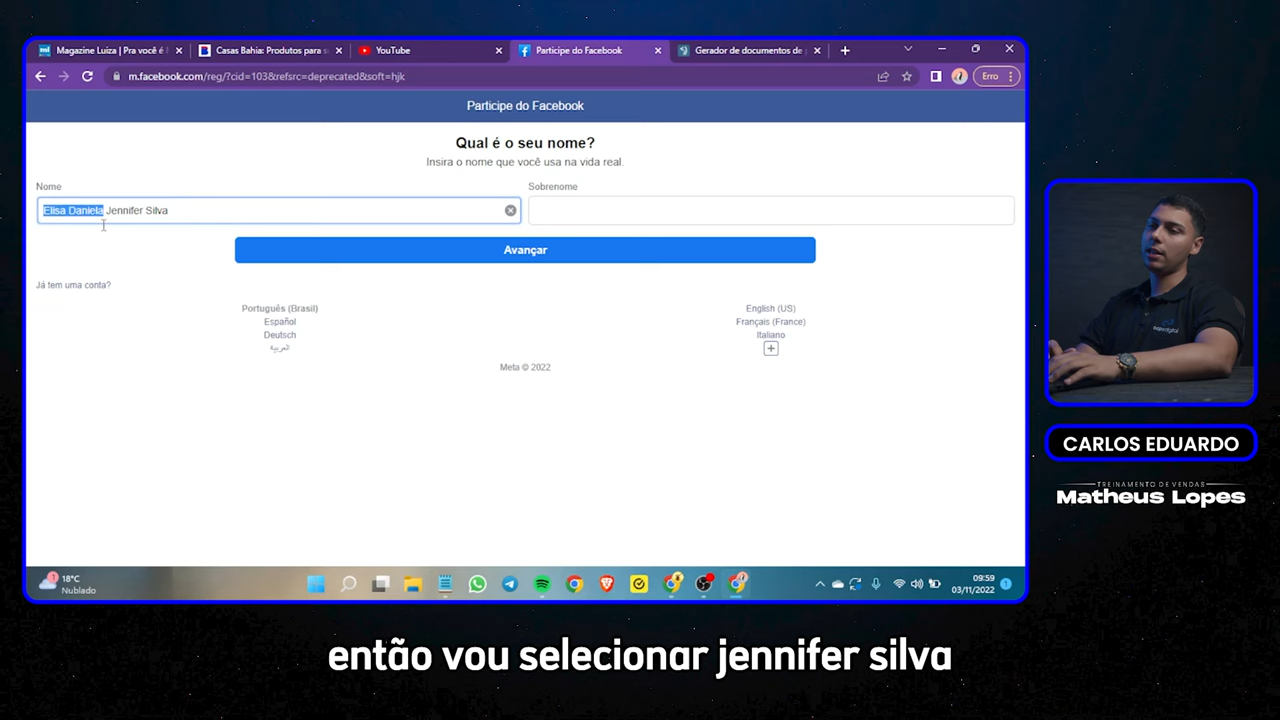 Magazine Luiza | Pra você é
Casas Bahia: Produtos para s
YouTube
Participe do Facebook
Gerador de documentos de
m.facebook.com/reg/?cid=103&refsrc=deprecated&soft=hjk
Erro
Participe do Facebook
Qual é o seu nome?
Insira o nome que você usa na vida real.
Nome
Sobrenome
Elisa Daniela Jennifer Silva
Avançar
Já tem uma conta?
Português (Brasil)
English (US)
Español
Français (France)
Deutsch
Italiano
العربية
Meta © 2022
CARLOS EDUARDO
TREINAMENTO DE VENDAS
Matheus Lopes
1
18°C
Nublado
09:59
03/11/2022
1
então vou selecionar jennifer silva